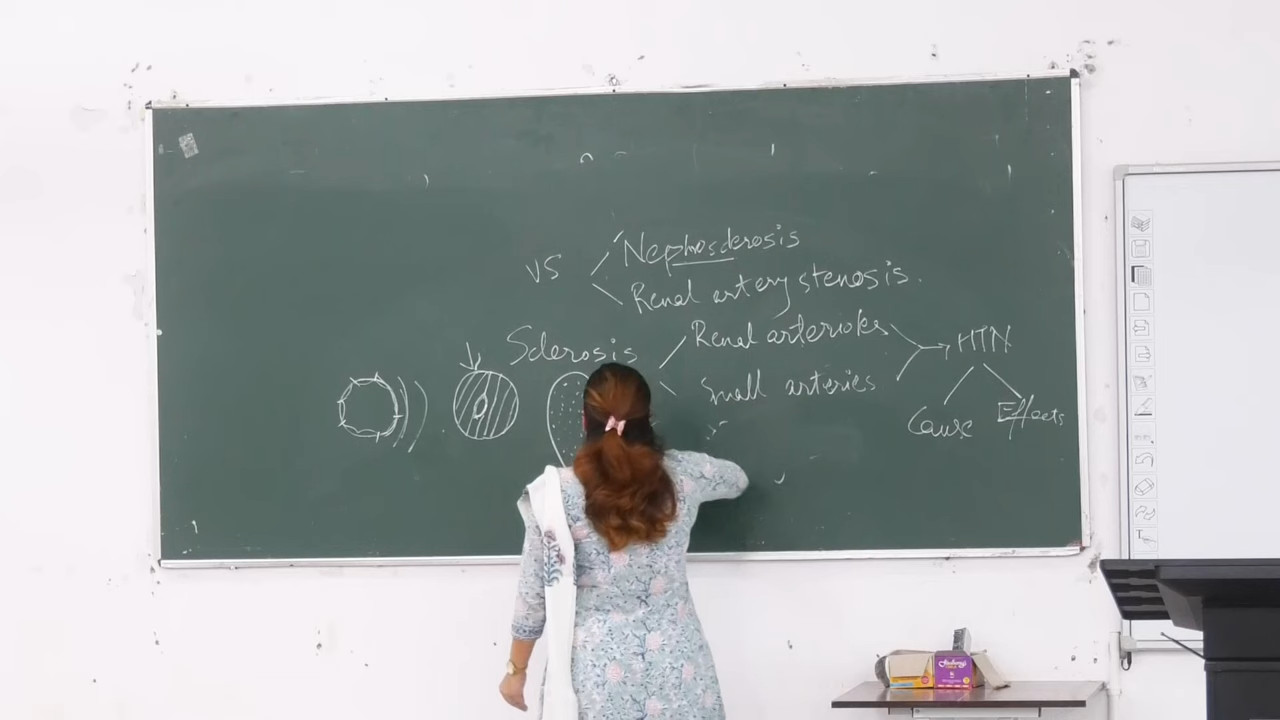 VS
Nephrosclerosis
Renal artery stenosis.
Sclerosis
Renal arterioles
Small arteries
HTN
Cause
Effects